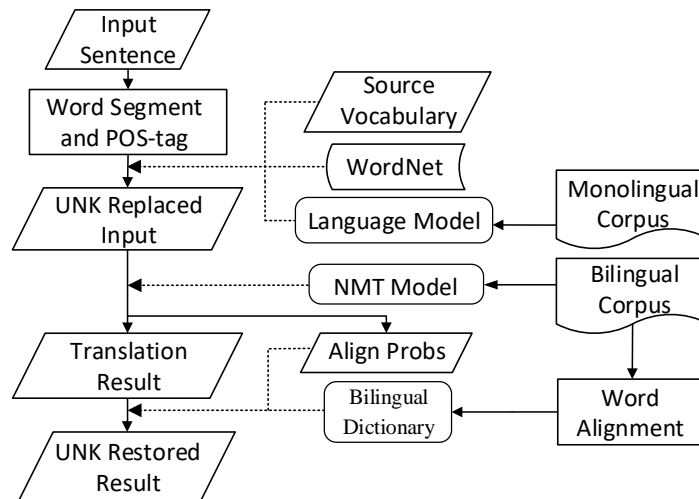 Input
Sentence
Word Segment
and POS-tag
Source
Vocabulary
WordNet
Monolingual
Corpus
UNK Replaced
Input
Language Model
NMT Model
Bilingual
Corpus
Translation
Result
Align Probs
Bilingual
Dictionary
Word
Alignment
UNK Restored
Result